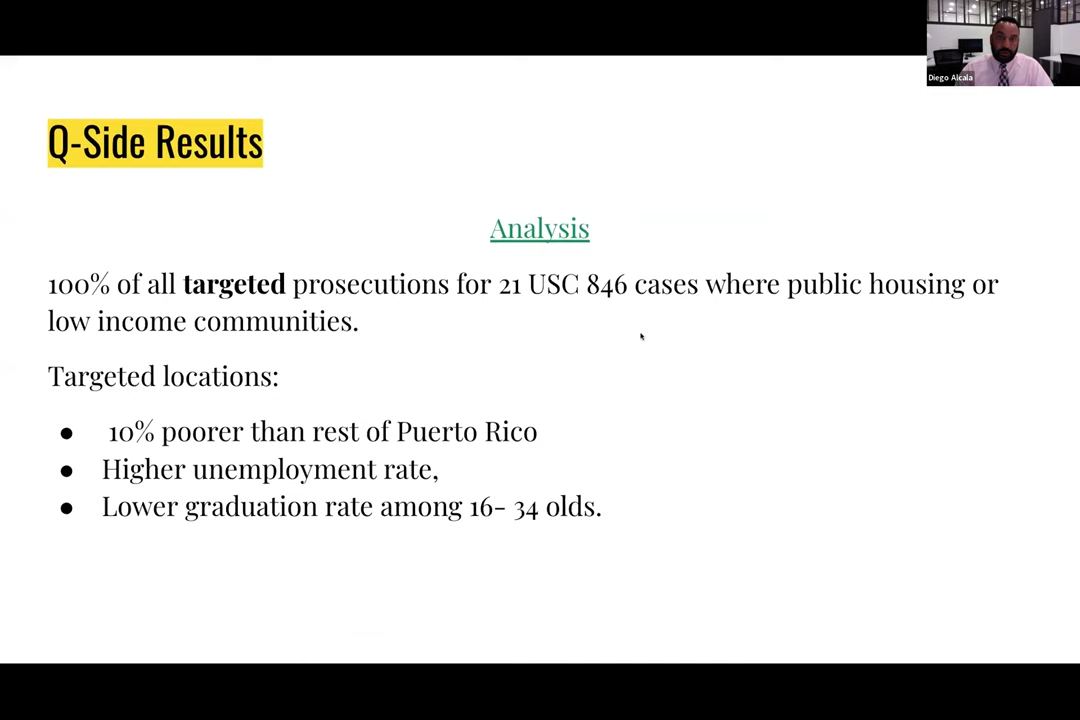 Diego Alcala
Q-Side Results
Analysis
100% of all targeted prosecutions for 21 USC 846 cases where public housing or
low income communities.
Targeted locations:
● 10% poorer than rest of Puerto Rico
● Higher unemployment rate,
● Lower graduation rate among 16- 34 olds.